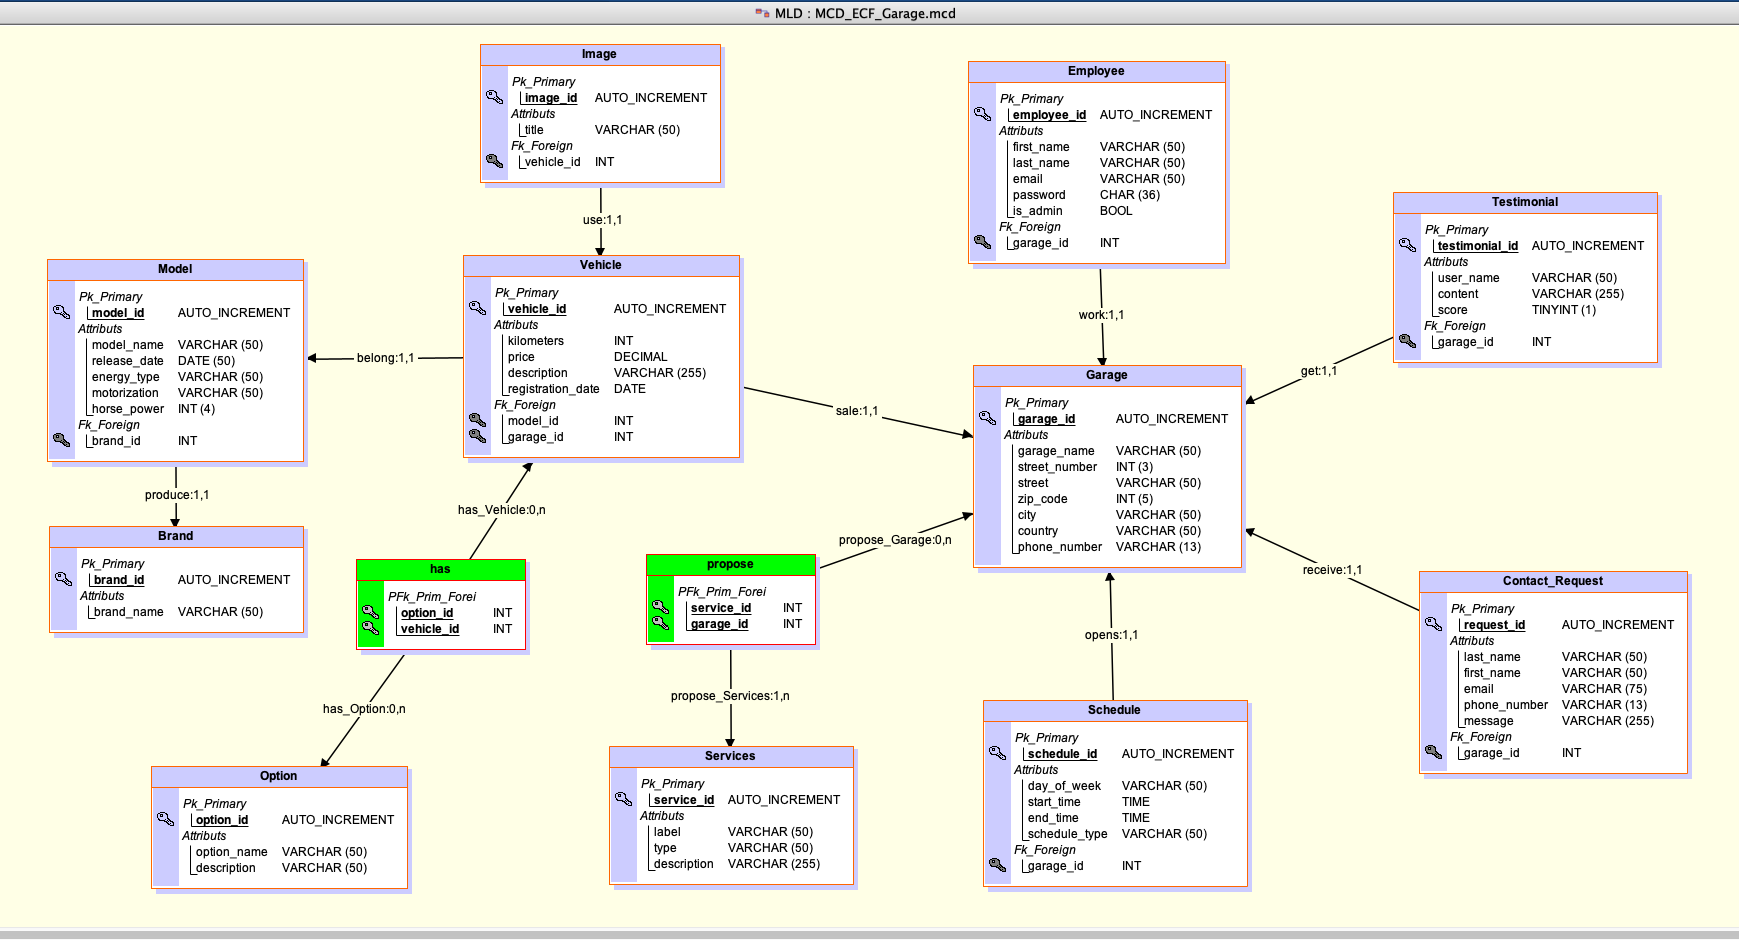 MLD : MCD_ECF_Garage.mcd
Image
Pk_Primary
image_id AUTO_INCREMENT
Attributs
title VARCHAR (50)
Fk_Foreign
vehicle_id INT
use:1,1
Employee
Pk_Primary
employee_id AUTO_INCREMENT
Attributs
first_name VARCHAR (50)
last_name VARCHAR (50)
email VARCHAR (50)
password CHAR (36)
is_admin BOOL
Fk_Foreign
garage_id INT
work:1,1
Testimonial
Pk_Primary
testimonial_id AUTO_INCREMENT
Attributs
user_name VARCHAR (50)
content VARCHAR (255)
score TINYINT (1)
Fk_Foreign
garage_id INT
get:1,1
Model
Pk_Primary
model_id AUTO_INCREMENT
Attributs
model_name VARCHAR (50)
release_date DATE (50)
energy_type VARCHAR (50)
motorization VARCHAR (50)
horse_power INT (4)
Fk_Foreign
brand_id INT
belong:1,1
Vehicle
Pk_Primary
vehicle_id AUTO_INCREMENT
Attributs
kilometers INT
price DECIMAL
description VARCHAR (255)
registration_date DATE
Fk_Foreign
model_id INT
garage_id INT
sale:1,1
Garage
Pk_Primary
garage_id AUTO_INCREMENT
Attributs
garage_name VARCHAR (50)
street_number INT (3)
street VARCHAR (50)
zip_code INT (5)
city VARCHAR (50)
country VARCHAR (50)
phone_number VARCHAR (13)
produce:1,1
has_Vehicle:0,n
propose_Garage:0,n
receive:1,1
Brand
Pk_Primary
brand_id AUTO_INCREMENT
Attributs
brand_name VARCHAR (50)
has
PFk_Prim_Forei
option_id INT
vehicle_id INT
propose
PFk_Prim_Forei
service_id INT
garage_id INT
Contact_Request
Pk_Primary
request_id AUTO_INCREMENT
Attributs
last_name VARCHAR (50)
first_name VARCHAR (50)
email VARCHAR (75)
phone_number VARCHAR (13)
message VARCHAR (255)
Fk_Foreign
garage_id INT
opens:1,1
has_Option:0,n
propose_Services:1,n
Option
Pk_Primary
option_id AUTO_INCREMENT
Attributs
option_name VARCHAR (50)
description VARCHAR (50)
Services
Pk_Primary
service_id AUTO_INCREMENT
Attributs
label VARCHAR (50)
type VARCHAR (50)
description VARCHAR (255)
Schedule
Pk_Primary
schedule_id AUTO_INCREMENT
Attributs
day_of_week VARCHAR (50)
start_time TIME
end_time TIME
schedule_type VARCHAR (50)
Fk_Foreign
garage_id INT